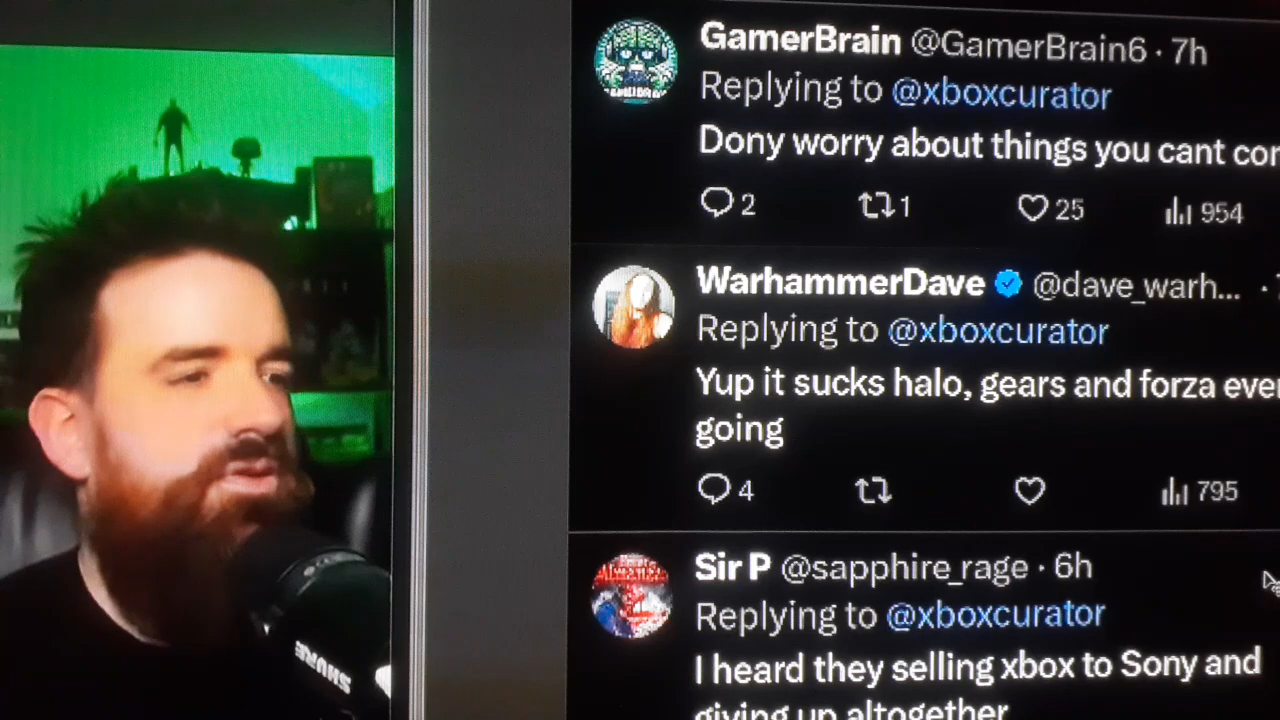 GamerBrain @GamerBrain6 · 7h
Replying to @xboxcurator
Dony worry about things you cant
2 1 25 954
WarhammerDave @dave_warh... ·
Replying to @xboxcurator
Yup it sucks halo, gears and forza
going
4 795
Sir P @sapphire_rage · 6h
Replying to @xboxcurator
I heard they selling xbox to Sony and
giving up altogether
SHURE